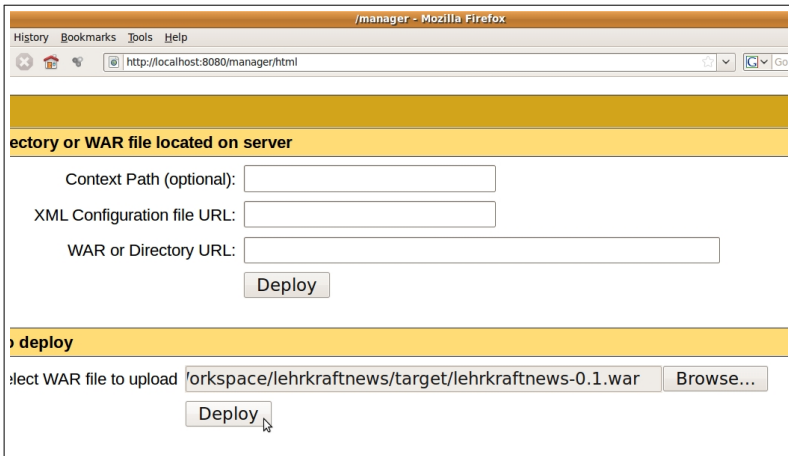 /manager - Mozilla Firefox
History Bookmarks Tools Help
http://localhost:8080/manager/html
G Go
ectory or WAR file located on server
Context Path (optional):
XML Configuration file URL:
WAR or Directory URL:
Deploy
o deploy
elect WAR file to upload /orkspace/lehrkraftnews/target/lehrkraftnews-0.1.war Browse...
Deploy